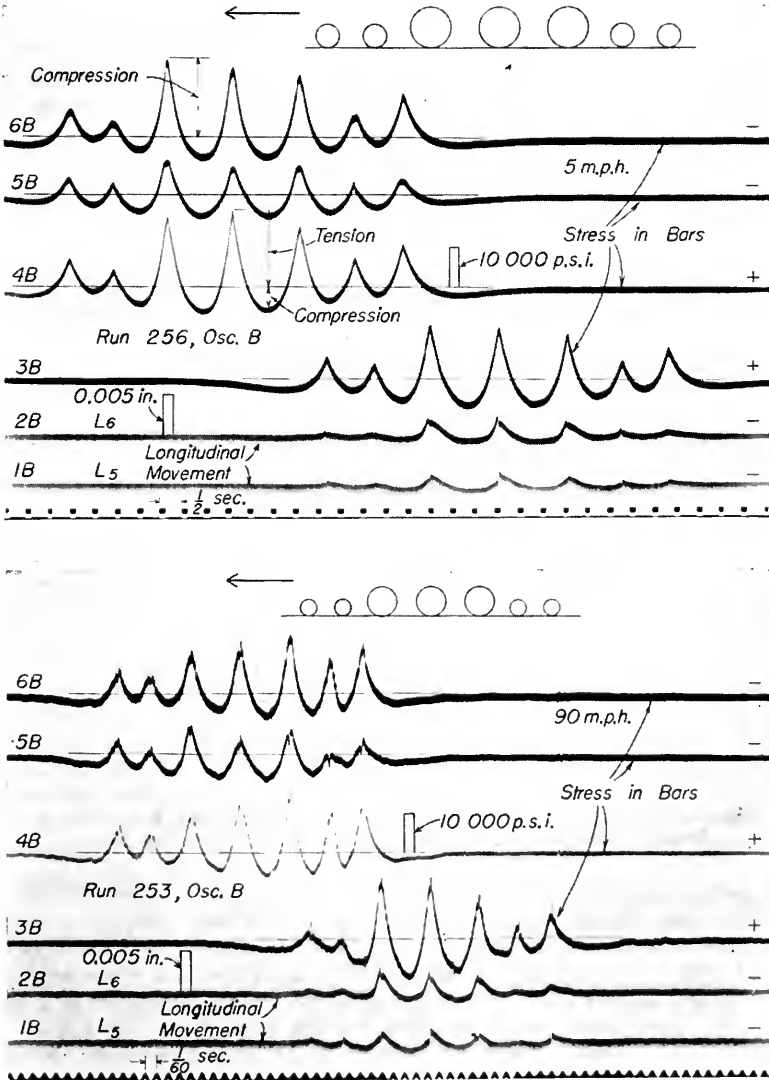 Compression
6B –
5 m.p.h.
5B –
Stress in Bars
Tension
10 000 p.s.i.
4B +
Compression
Run 256, Osc. B
3B +
0.005 in.
2B L6 –
Longitudinal
Movement
1B L5 –
1/2 sec.
6B –
90 m.p.h.
5B –
Stress in Bars
10 000 p.s.i.
4B +
Run 253, Osc. B
3B +
0.005 in.
2B L6 –
Longitudinal
Movement
1B L5 –
1/60 sec.